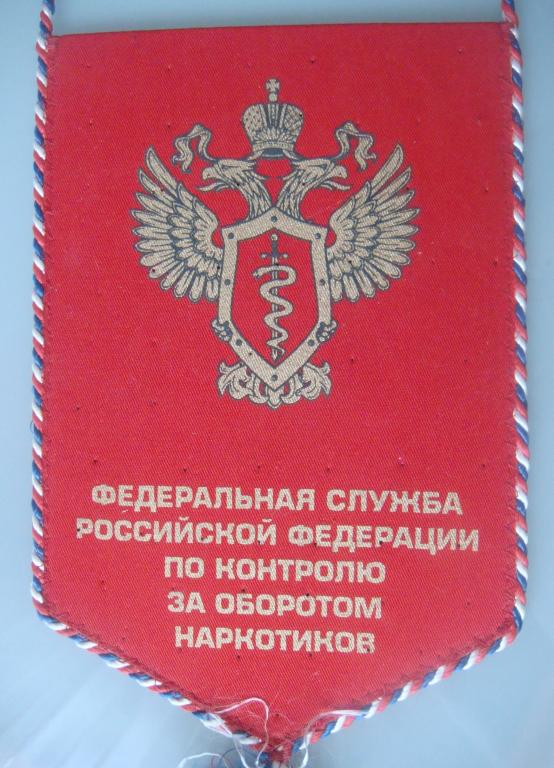 ФЕДЕРАЛЬНАЯ СЛУЖБА
РОССИЙСКОЙ ФЕДЕРАЦИИ
ПО КОНТРОЛЮ
ЗА ОБОРОТОМ
НАРКОТИКОВ